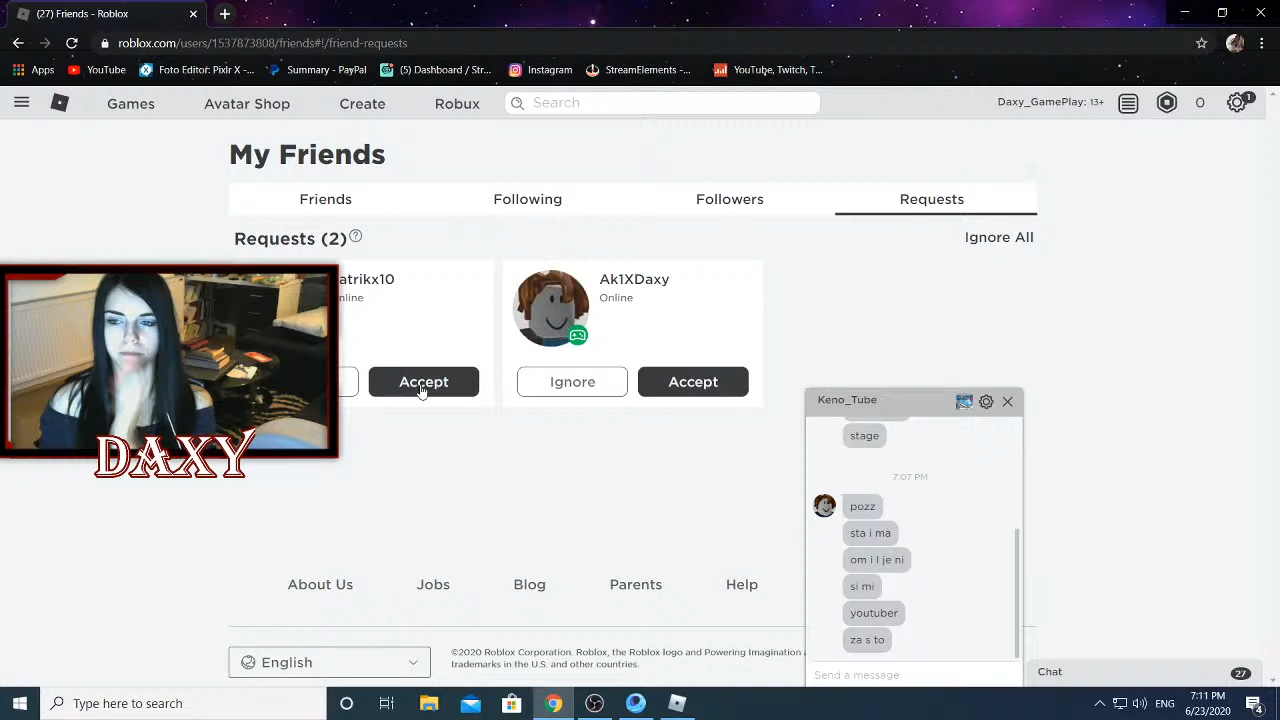 (27) Friends - Roblox
roblox.com/users/1537873808/friends#!/friend-requests
Apps YouTube Foto Editor: Pixlr X - ... Summary - PayPal (5) Dashboard / Str... Instagram StreamElements - ... YouTube, Twitch, T...
Games Avatar Shop Create Robux Search Daxy_GamePlay: 13+ 0 1
My Friends
Friends Following Followers Requests
Requests (2) ? Ignore All
atrikx10 Ak1XDaxy
nline Online
Accept Ignore Accept
DAXY
Keno_Tube
stage
7:07 PM
pozz
sta i ma
om i l je ni
si mi
youtuber
za s to
Send a message
About Us Jobs Blog Parents Help
English
©2020 Roblox Corporation. Roblox, the Roblox logo and Powering Imagination a
trademarks in the U.S. and other countries.
Chat 27
Type here to search ENG 7:11 PM
6/23/2020 4